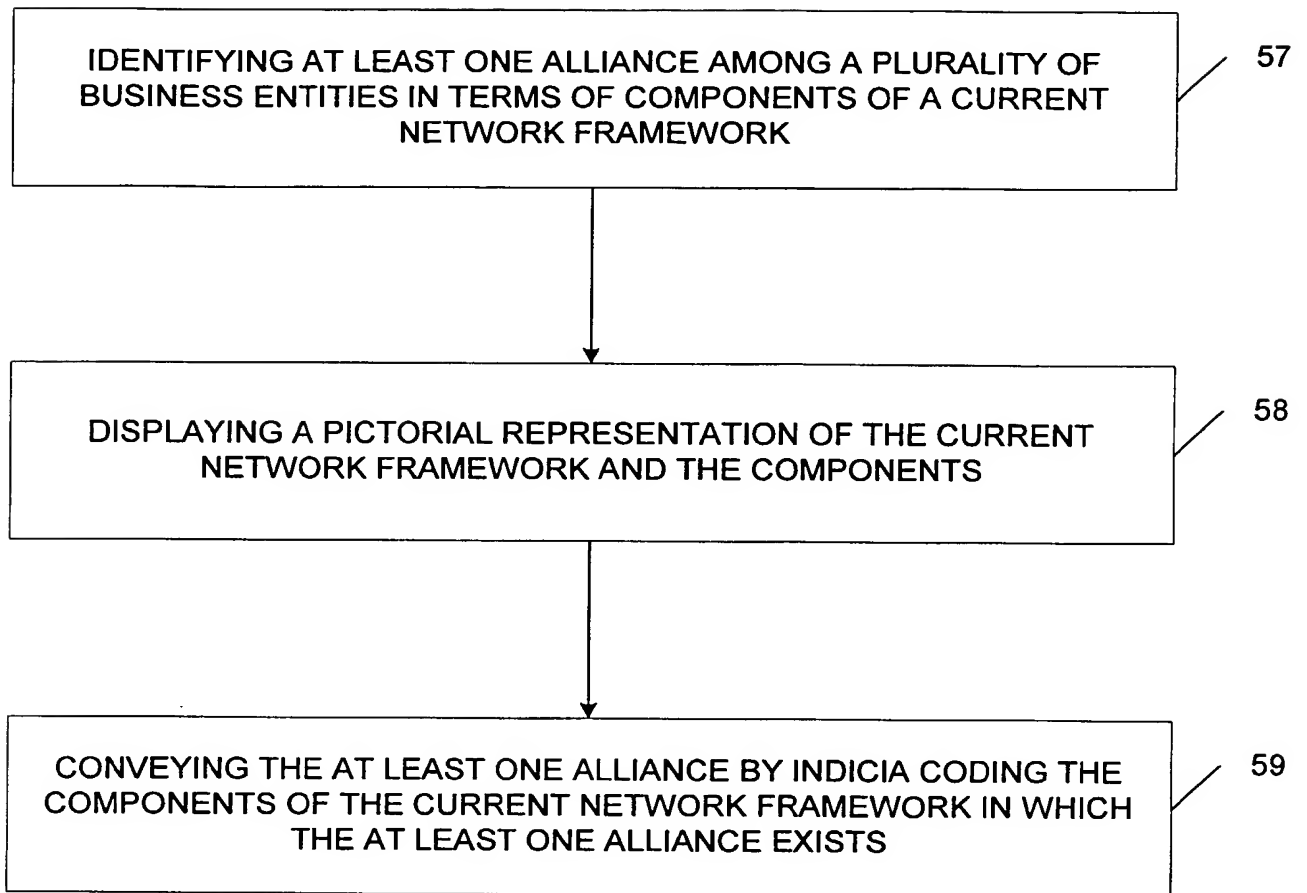 IDENTIFYING AT LEAST ONE ALLIANCE AMONG A PLURALITY OF
BUSINESS ENTITIES IN TERMS OF COMPONENTS OF A CURRENT
NETWORK FRAMEWORK
57
DISPLAYING A PICTORIAL REPRESENTATION OF THE CURRENT
NETWORK FRAMEWORK AND THE COMPONENTS
58
CONVEYING THE AT LEAST ONE ALLIANCE BY INDICIA CODING THE
COMPONENTS OF THE CURRENT NETWORK FRAMEWORK IN WHICH
THE AT LEAST ONE ALLIANCE EXISTS
59